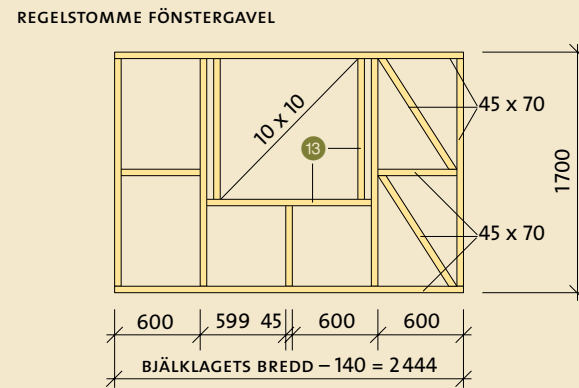 REGELSTOMME FÖNSTERGAVEL
45 x 70
10 x 10
13
1700
45 x 70
600 599 45 600 600
BJÄLKLAGETS BREDD – 140 = 2444